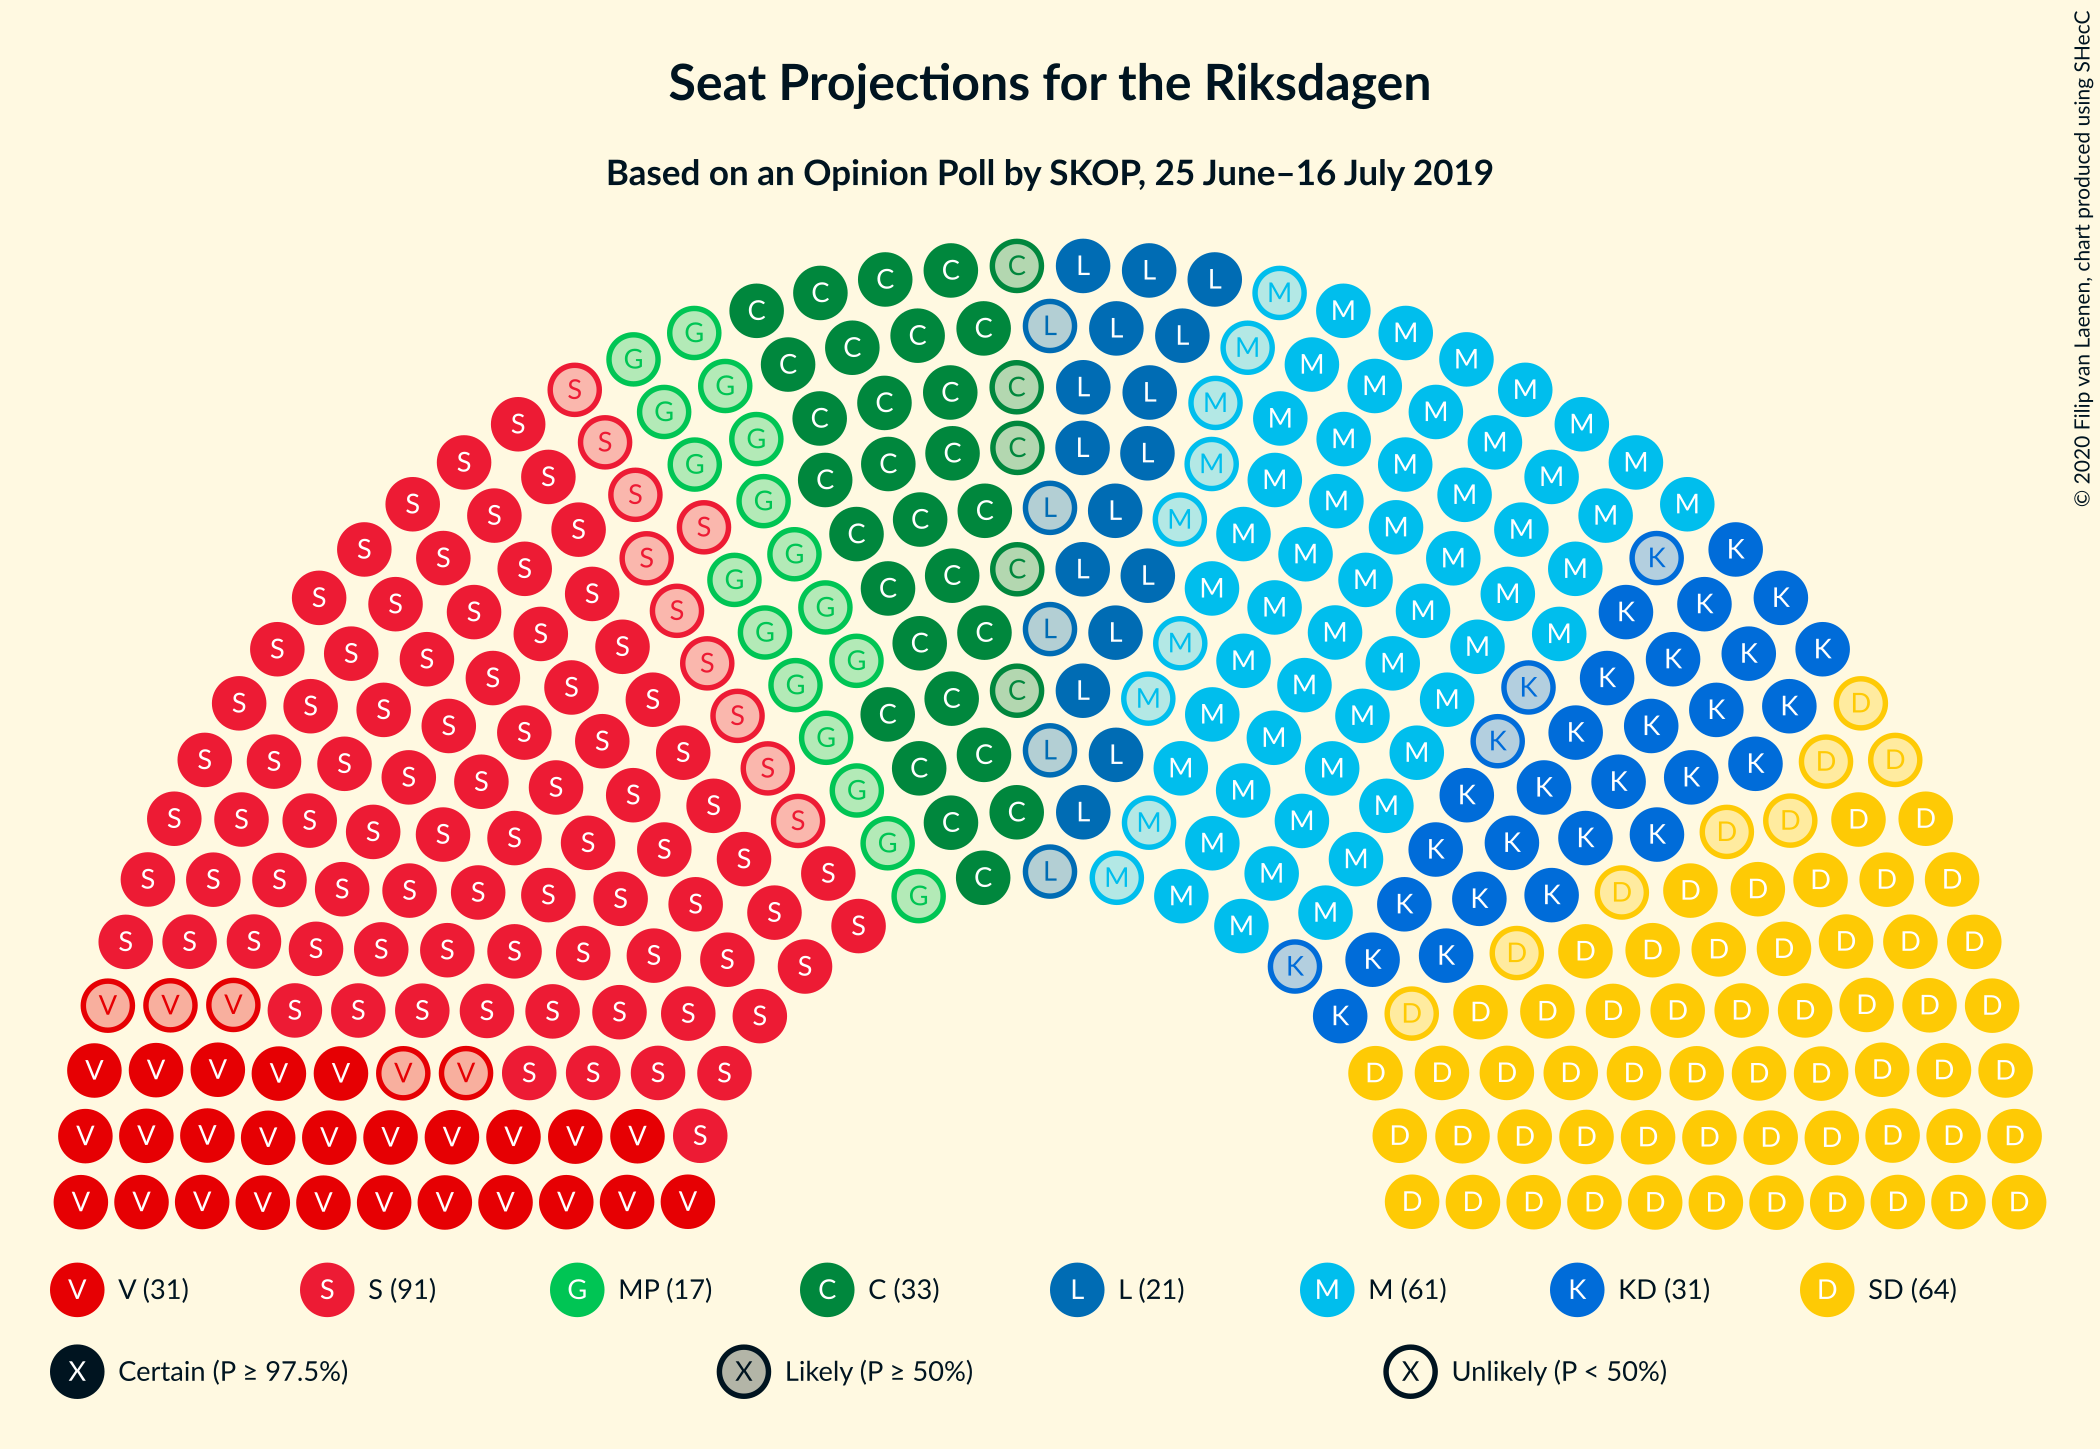 Seat Projections for the Riksdagen
Based on an Opinion Poll by SKOP, 25 June–16 July 2019
© 2020 Filip van Laenen, chart produced using SHecC
V V (31) S S (91) G MP (17) C C (33) L L (21) M M (61) K KD (31) D SD (64)
X Certain (P ≥ 97.5%) X Likely (P ≥ 50%) X Unlikely (P < 50%)